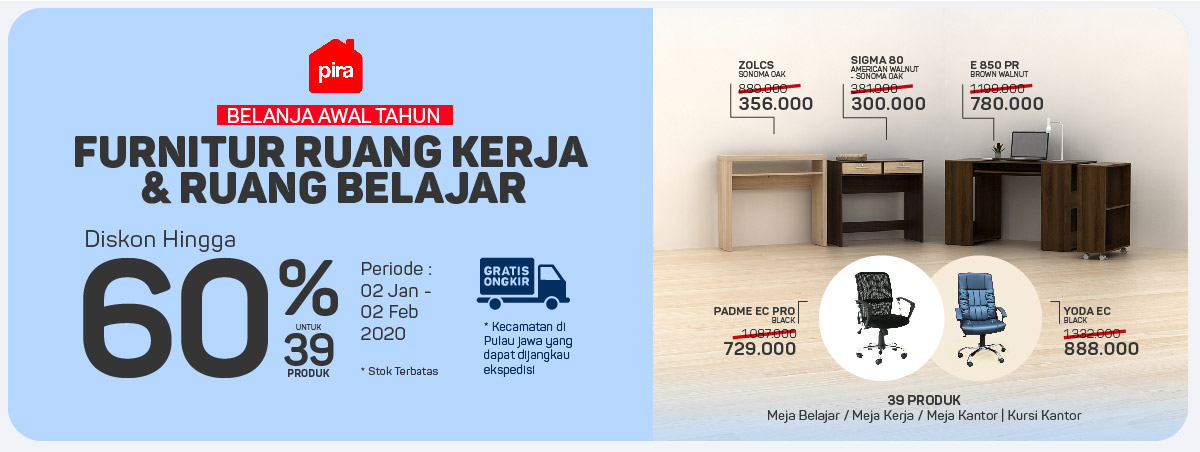 pira
BELANJA AWAL TAHUN
FURNITUR RUANG KERJA
& RUANG BELAJAR
Diskon Hingga
60%
UNTUK
39
PRODUK
Periode :
02 Jan -
02 Feb
2020
* Stok Terbatas
GRATIS
ONGKIR
* Kecamatan di
Pulau jawa yang
dapat dijangkau
ekspedisi
ZOLCS
SONOMA OAK
889.000
356.000
SIGMA 80
AMERICAN WALNUT
- SONOMA OAK
381.000
300.000
E 850 PR
BROWN WALNUT
1199.000
780.000
PADME EC PRO
BLACK
1.087.000
729.000
YODA EC
BLACK
1332.000
888.000
39 PRODUK
Meja Belajar / Meja Kerja / Meja Kantor | Kursi Kantor